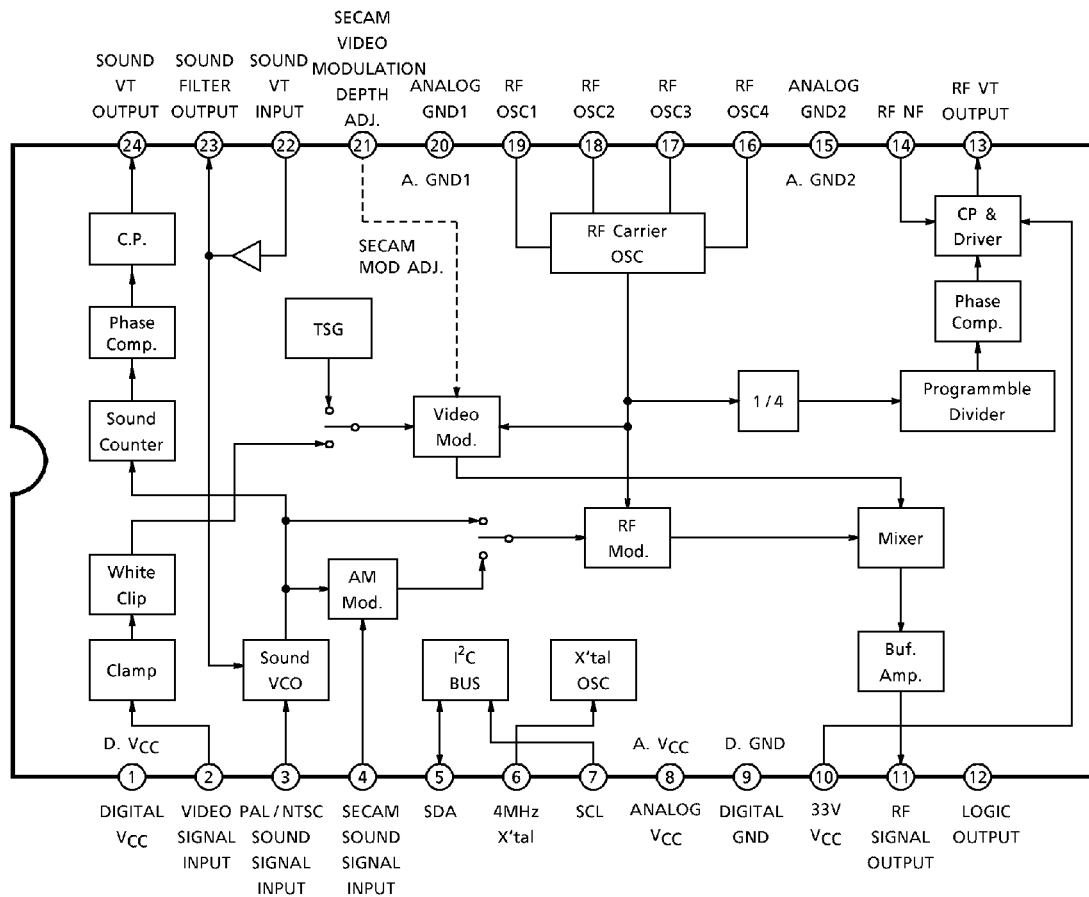 SOUND
VT
OUTPUT
SOUND
FILTER
OUTPUT
SOUND
VT
INPUT
SECAM
VIDEO
MODULATION
DEPTH
ADJ.
ANALOG
GND1
RF
OSC1
RF
OSC2
RF
OSC3
RF
OSC4
ANALOG
GND2
RF NF
RF VT
OUTPUT
24
23
22
21
20
19
18
17
16
15
14
13
A. GND1
A. GND2
C.P.
SECAM
MOD ADJ.
RF Carrier
OSC
CP &
Driver
Phase
Comp.
TSG
Phase
Comp.
Sound
Counter
Video
Mod.
1/4
Programmble
Divider
White
Clip
AM
Mod.
RF
Mod.
Mixer
Clamp
Sound
VCO
I²C
BUS
X'tal
OSC
Buf.
Amp.
D. VCC
A. VCC
D. GND
1
2
3
4
5
6
7
8
9
10
11
12
DIGITAL
VCC
VIDEO
SIGNAL
INPUT
PAL/NTSC
SOUND
SIGNAL
INPUT
SECAM
SOUND
SIGNAL
INPUT
SDA
4MHz
X'tal
SCL
ANALOG
VCC
DIGITAL
GND
33V
VCC
RF
SIGNAL
OUTPUT
LOGIC
OUTPUT